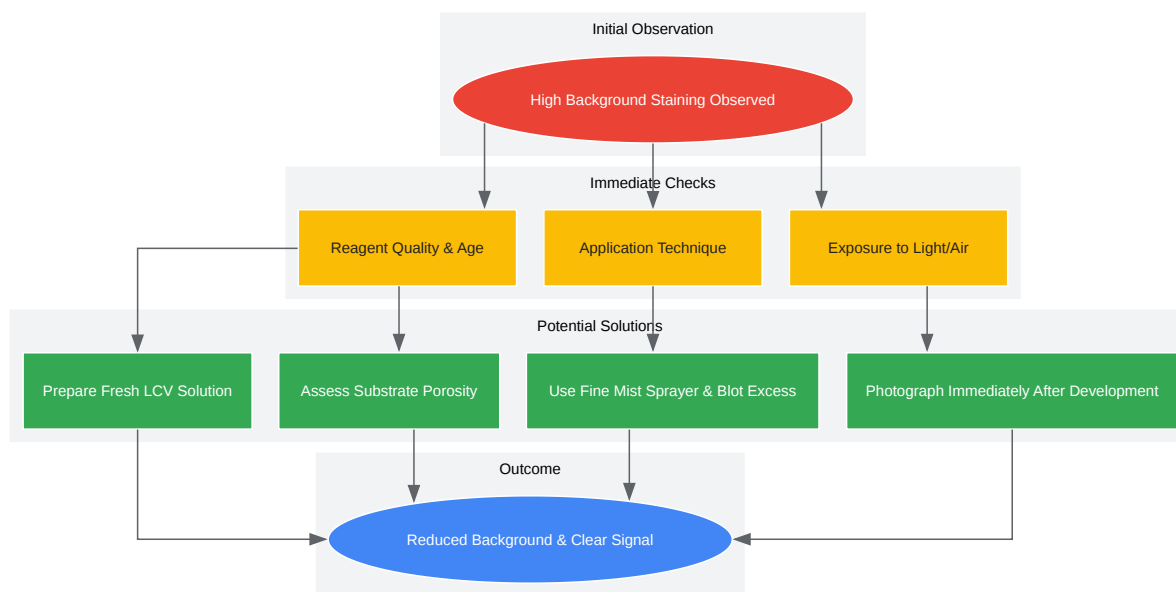 Initial Observation
High Background Staining Observed
Immediate Checks
Reagent Quality & Age
Application Technique
Exposure to Light/Air
Potential Solutions
Prepare Fresh LCV Solution
Assess Substrate Porosity
Use Fine Mist Sprayer & Blot Excess
Photograph Immediately After Development
Outcome
Reduced Background & Clear Signal